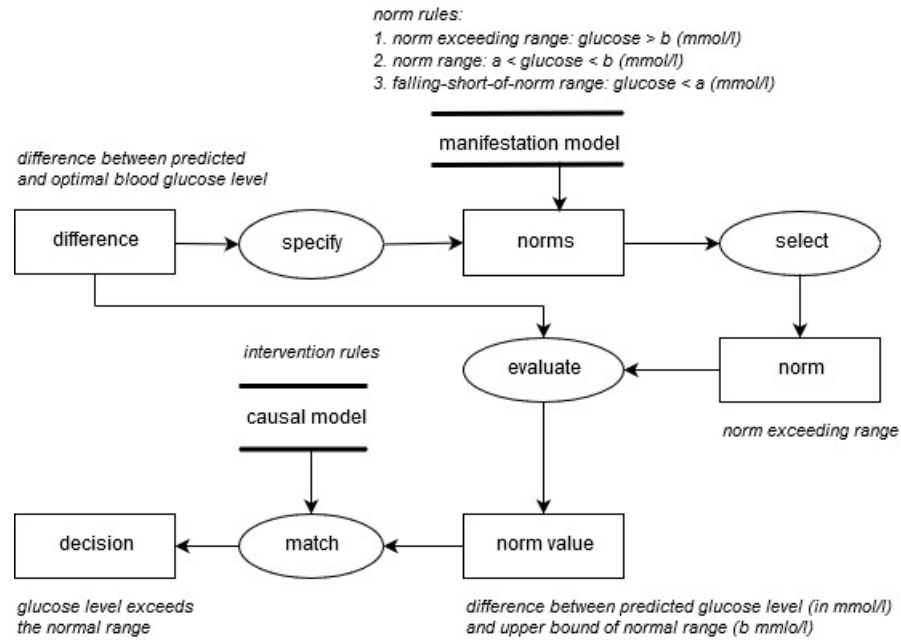 norm rules:
1. norm exceeding range: glucose > b (mmol/l)
2. norm range: a < glucose < b (mmol/l)
3. falling-short-of-norm range: glucose < a (mmol/l)
manifestation model
difference between predicted
and optimal blood glucose level
difference
specify
norms
select
intervention rules
evaluate
norm
causal model
norm exceeding range
decision
match
norm value
glucose level exceeds
the normal range
difference between predicted glucose level (in mmol/l)
and upper bound of normal range (b mmlo/l)